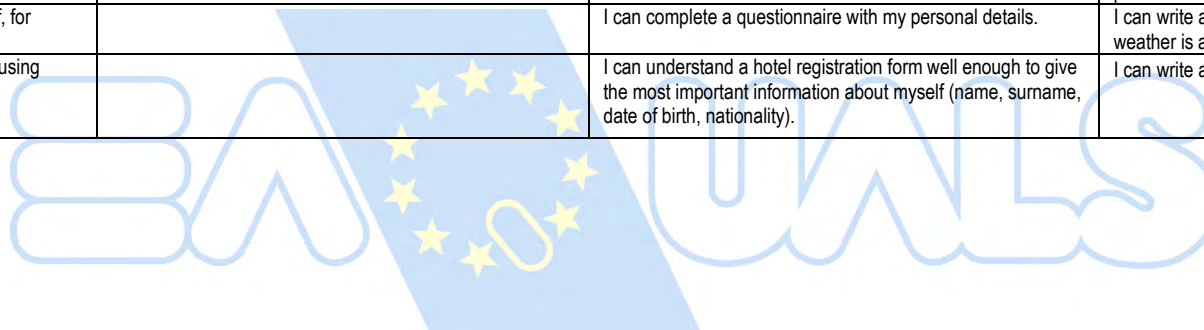 f, for
I can complete a questionnaire with my personal details.
I can write a
weather is a
using
I can understand a hotel registration form well enough to give
the most important information about myself (name, surname,
date of birth, nationality).
I can write a
EAQUALS